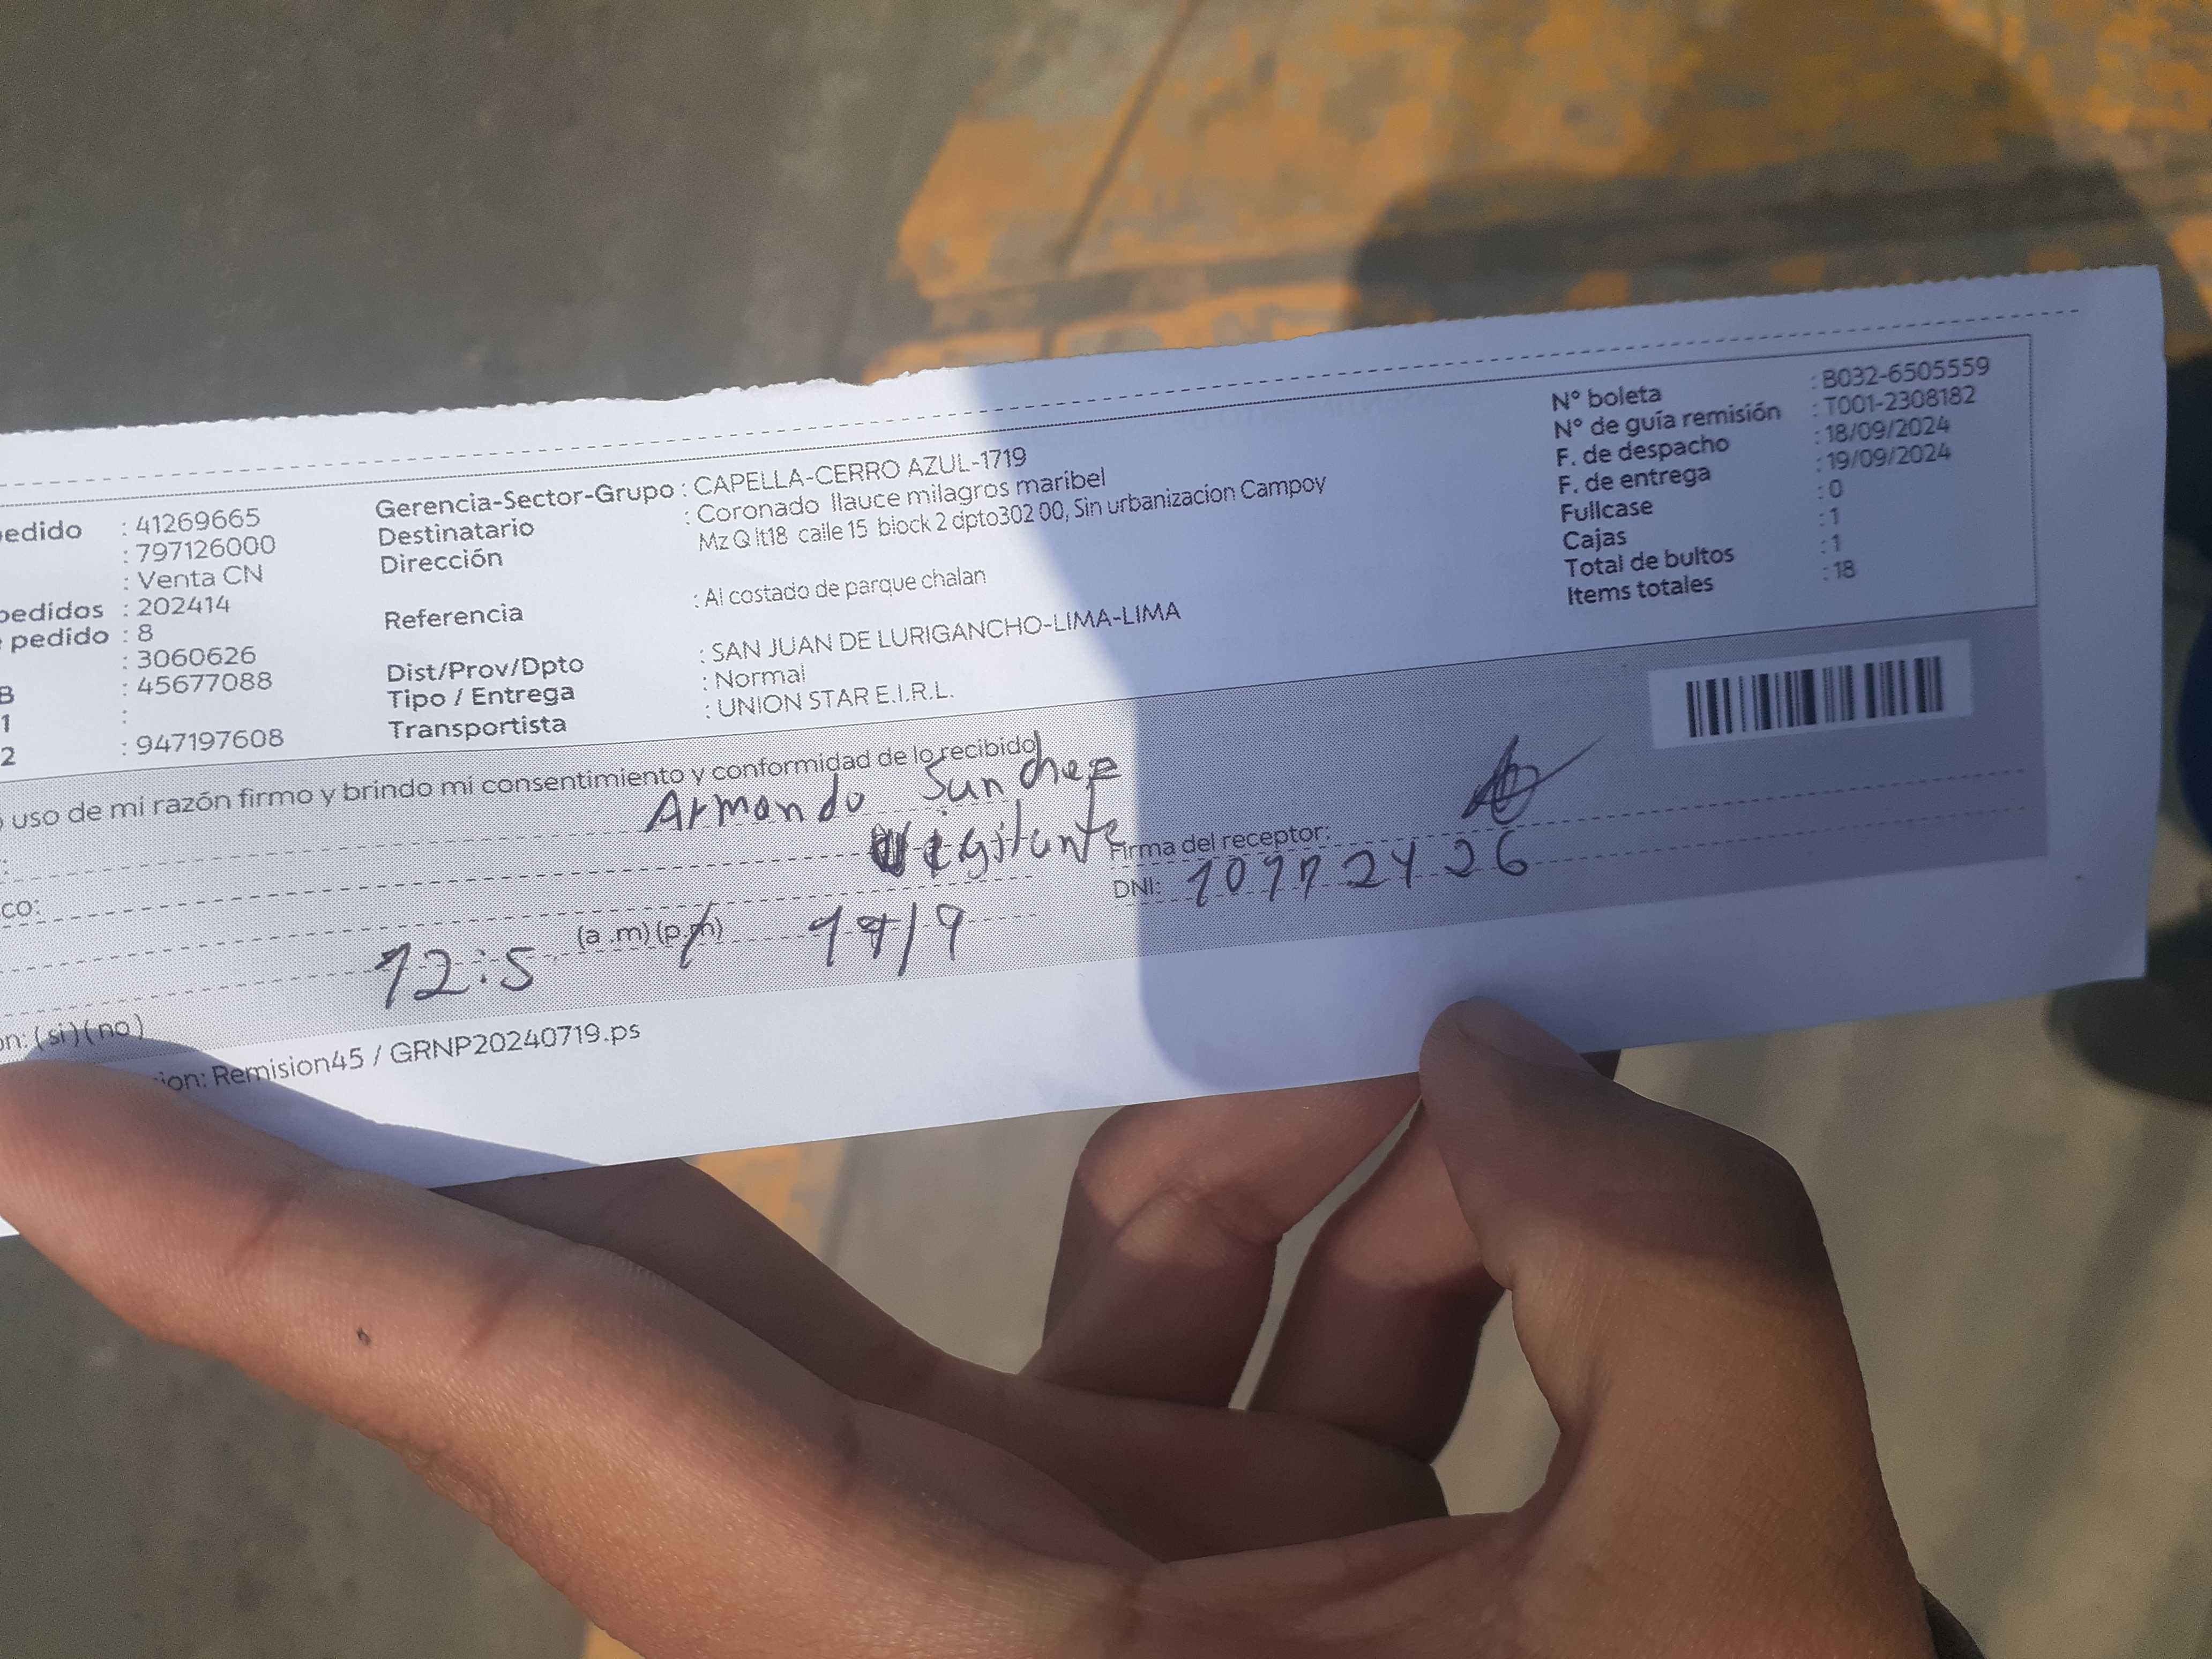 edido : 41269665
: 797126000
: Venta CN
pedidos : 202414
pedido : 8
: 3060626
B : 45677088
1 :
2 : 947197608
Gerencia-Sector-Grupo : CAPELLA-CERRO AZUL-1719
Destinatario : Coronado llauce milagros maribel
Dirección Mz Q lt18 calle 15 block 2 dpto302 00, Sin urbanizacion Campoy
Referencia : Al costado de parque chalan
Dist/Prov/Dpto : SAN JUAN DE LURIGANCHO-LIMA-LIMA
Tipo / Entrega : Normal
Transportista : UNION STAR E.I.R.L.
N° boleta : B032-6505559
N° de guía remisión : T001-2308182
F. de despacho : 18/09/2024
F. de entrega : 19/09/2024
Fullcase : 0
Cajas : 1
Total de bultos : 1
Items totales : 18
uso de mi razón firmo y brindo mi consentimiento y conformidad de lo recibido
Armando Sanchez
Vigilante
co:
Firma del receptor:
DNI:
12:5 (a .m) (p.m)
on: (si) (no)
ion: Remision45 / GRNP20240719.ps